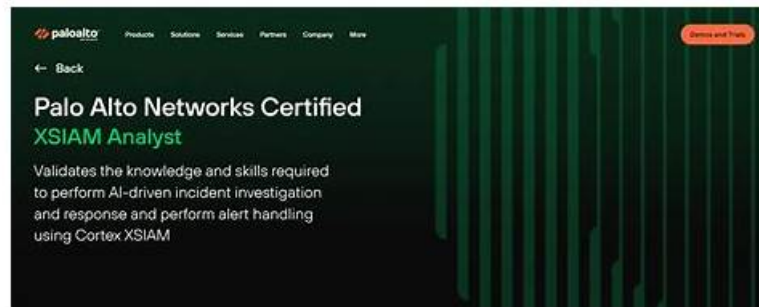 paloalto Products Solutions Services Partners Company More Demos and Trials
← Back
Palo Alto Networks Certified
XSIAM Analyst
Validates the knowledge and skills required
to perform AI-driven incident investigation
and response and perform alert handling
using Cortex XSIAM